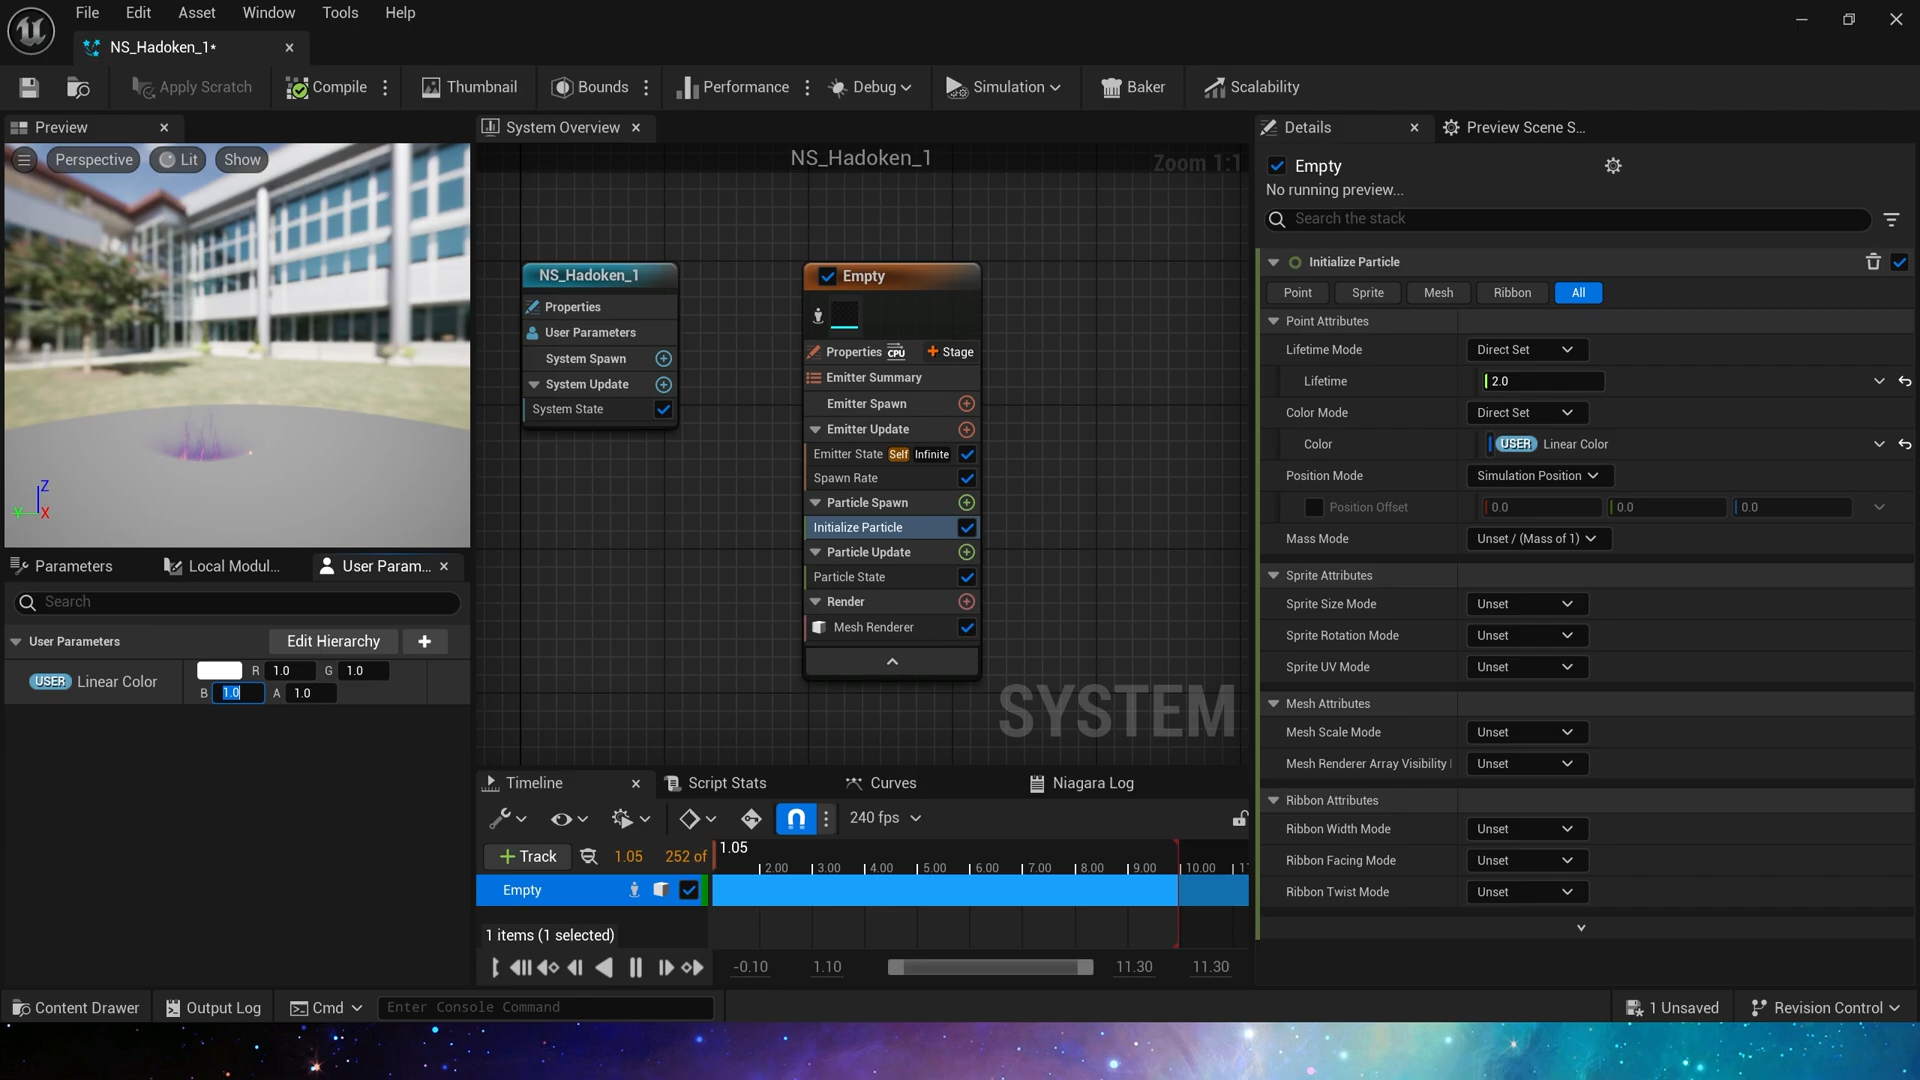 File Edit Asset Window Tools Help
NS_Hadoken_1*
Apply Scratch Compile Thumbnail Bounds Performance Debug Simulation Baker Scalability
Preview
Perspective Lit Show
Z
Y X
Parameters Local Modul... User Param...
Search
User Parameters Edit Hierarchy
USER Linear Color R 1.0 G 1.0
B 1.0 A 1.0
System Overview
NS_Hadoken_1
Zoom 1:1
NS_Hadoken_1
Properties
User Parameters
System Spawn
System Update
System State
Empty
Properties CPU Stage
Emitter Summary
Emitter Spawn
Emitter Update
Emitter State Self Infinite
Spawn Rate
Particle Spawn
Initialize Particle
Particle Update
Particle State
Render
Mesh Renderer
SYSTEM
Timeline Script Stats Curves Niagara Log
240 fps
Track 1.05 252 of
1.05
2.00 3.00 4.00 5.00 6.00 7.00 8.00 9.00 10.00 1
Empty
1 items (1 selected)
-0.10 1.10 11.30 11.30
Details Preview Scene S...
Empty
No running preview...
Search the stack
Initialize Particle
Point Sprite Mesh Ribbon All
Point Attributes
Lifetime Mode Direct Set
Lifetime 2.0
Color Mode Direct Set
Color USER Linear Color
Position Mode Simulation Position
Position Offset 0.0 0.0 0.0
Mass Mode Unset / (Mass of 1)
Sprite Attributes
Sprite Size Mode Unset
Sprite Rotation Mode Unset
Sprite UV Mode Unset
Mesh Attributes
Mesh Scale Mode Unset
Mesh Renderer Array Visibility Unset
Ribbon Attributes
Ribbon Width Mode Unset
Ribbon Facing Mode Unset
Ribbon Twist Mode Unset
Content Drawer Output Log Cmd Enter Console Command 1 Unsaved Revision Control